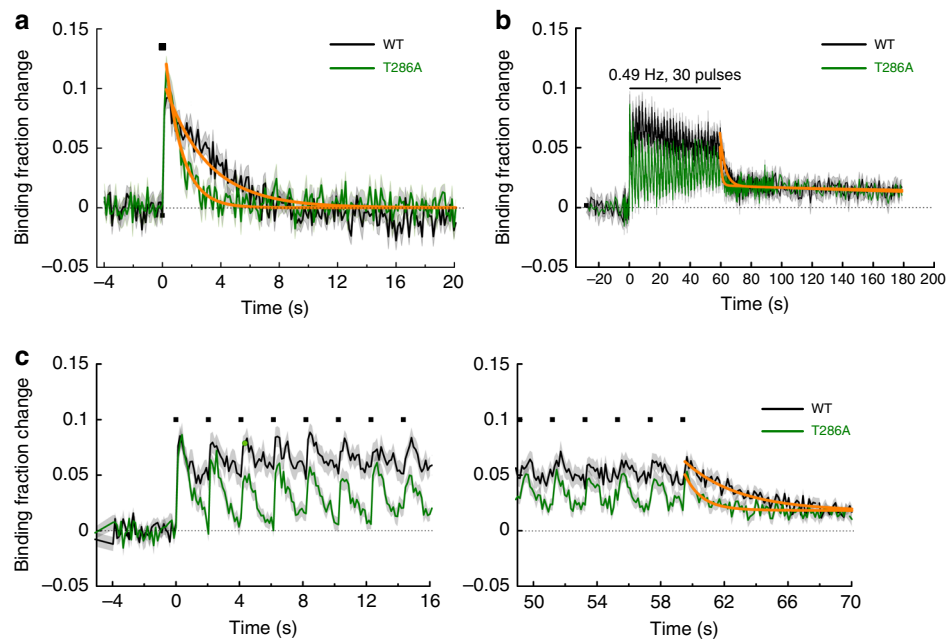 a
0.15
0.1
0.05
0
−0.05
Binding fraction change
WT
T286A
−4 0 4 8 12 16 20
Time (s)
b
0.15
0.1
0.05
0
−0.05
Binding fraction change
0.49 Hz, 30 pulses
WT
T286A
−20 0 20 40 60 80 100 120 140 160 180 200
Time (s)
c
0.15
0.1
0.05
0
−0.05
Binding fraction change
−4 0 4 8 12 16
Time (s)
0.15
0.1
0.05
0
−0.05
WT
T286A
50 54 58 62 66 70
Time (s)